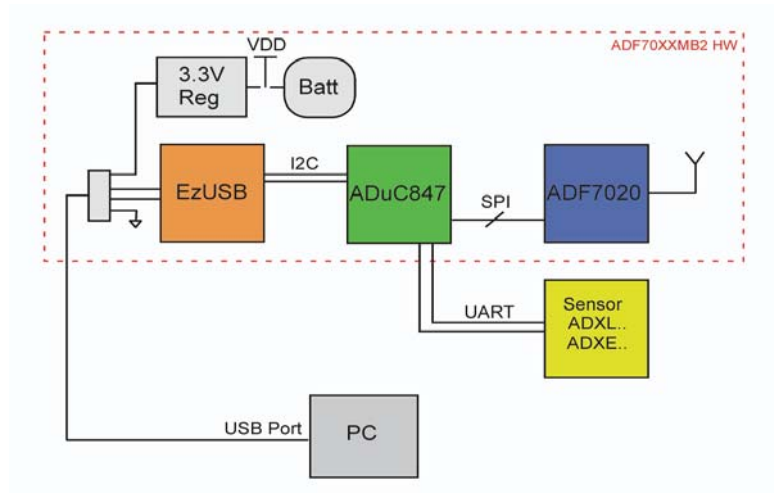 ADF70XXMB2 HW
VDD
3.3V
Reg
Batt
EzUSB
I2C
ADuC847
SPI
ADF7020
UART
Sensor
ADXL..
ADXE..
USB Port
PC